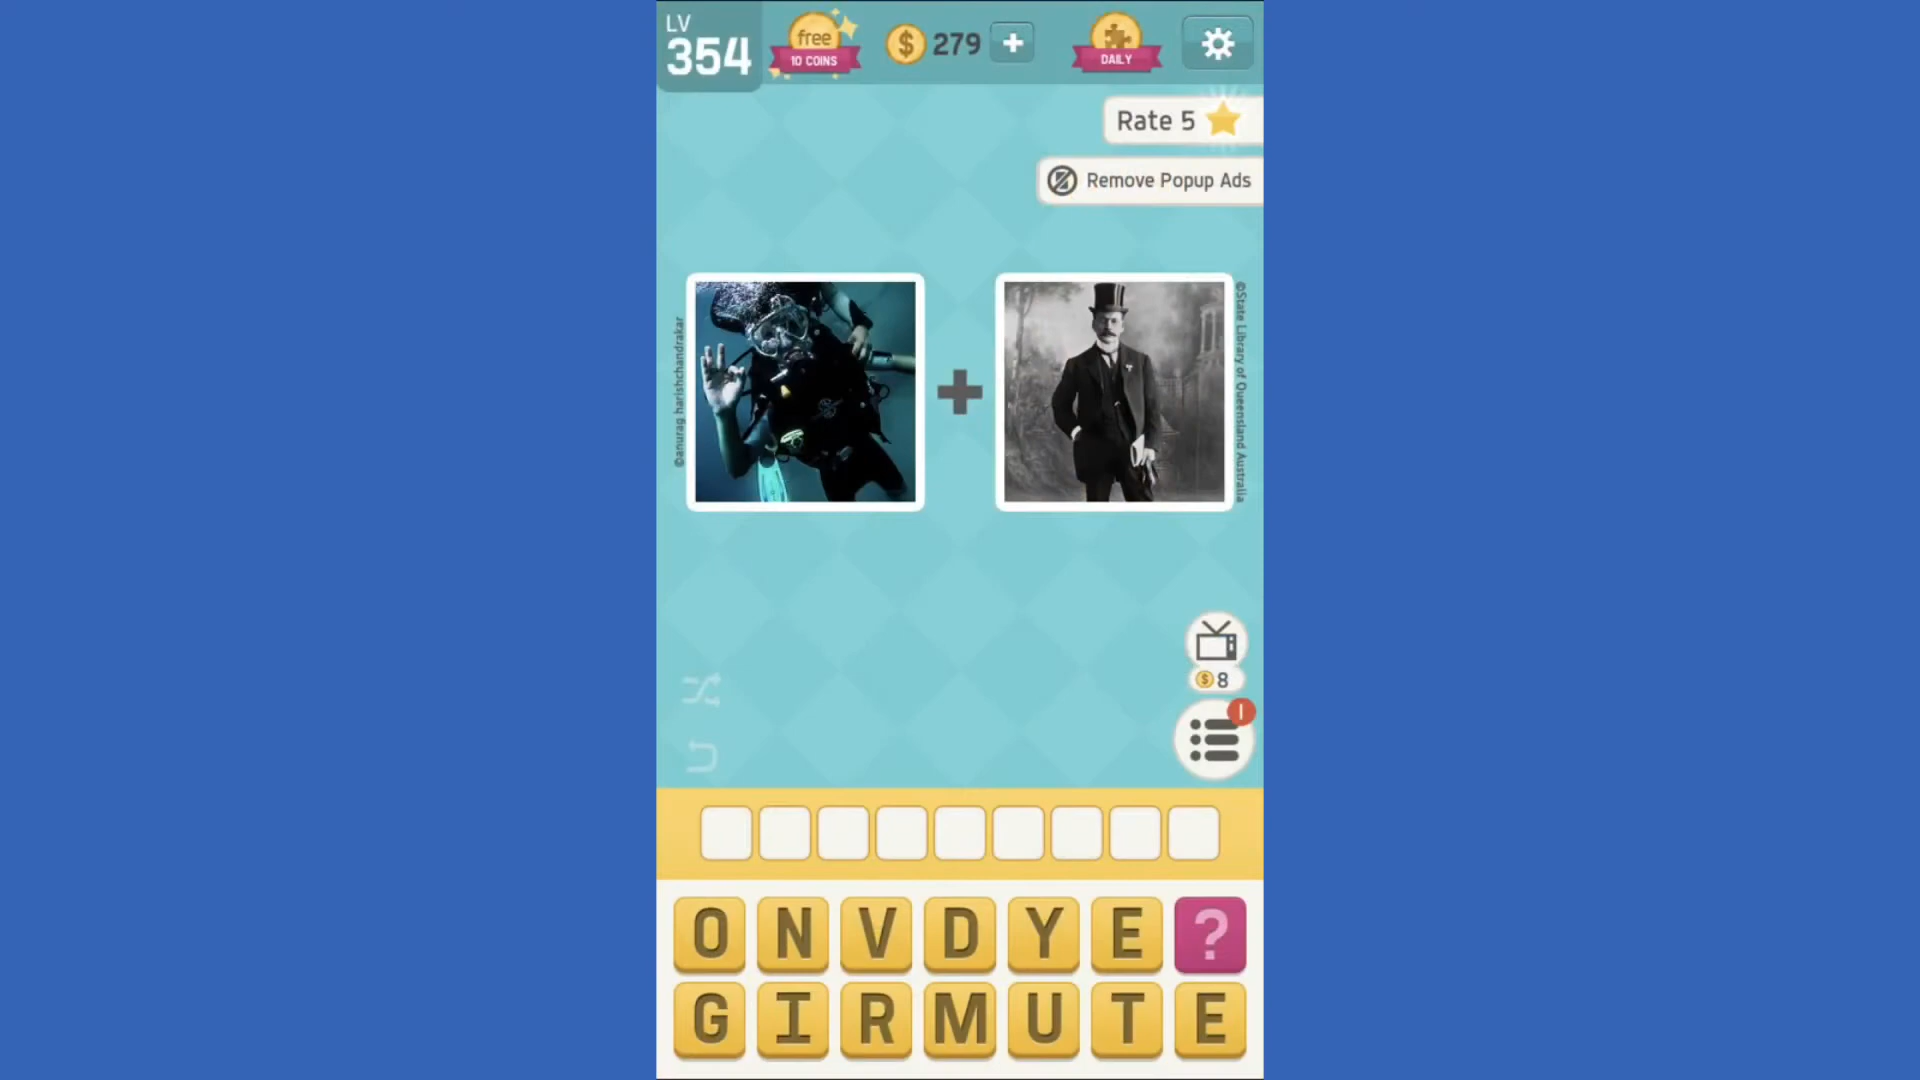 LV
354
free
10 COINS
$ 279 +
DAILY
Rate 5
Remove Popup Ads
©anurag harishchandrakar
©State Library of Queensland Australia
$ 8
1
O N V D Y E ?
G I R M U T E